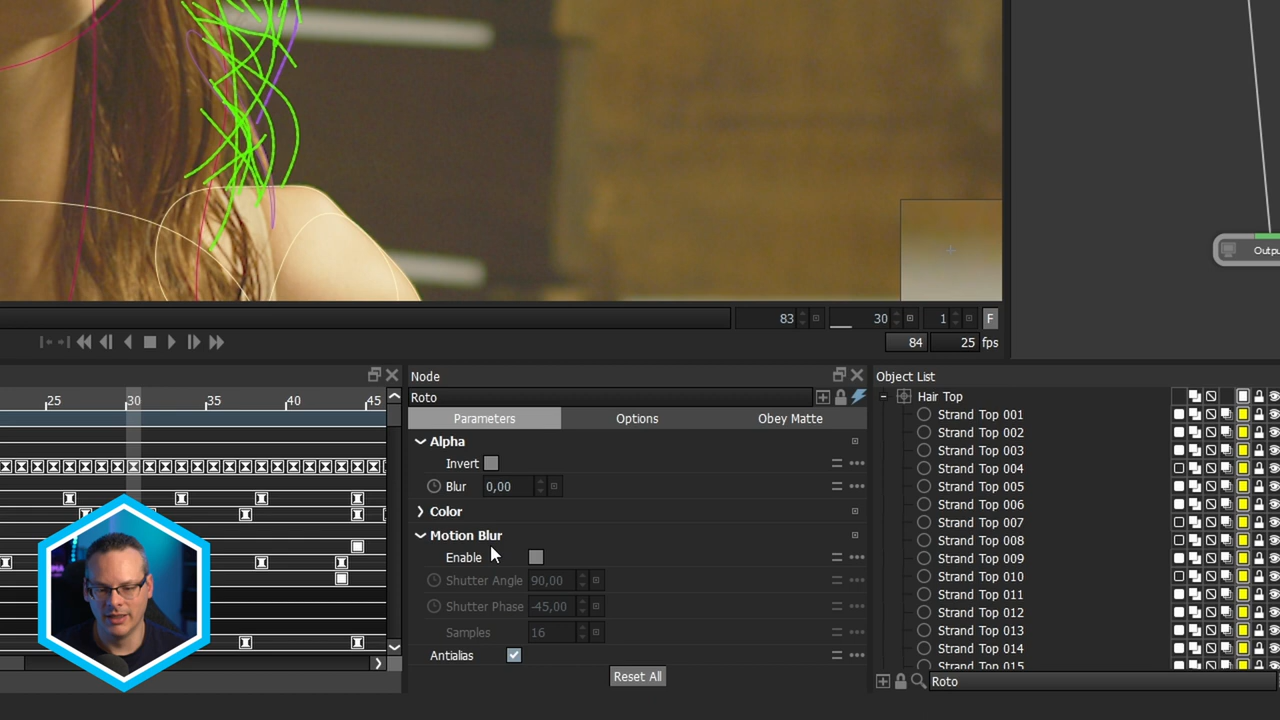 Outpu
83
30
1
F
84
25
fps
Node
Object List
25
30
35
40
45
Roto
Hair Top
Parameters
Options
Obey Matte
Strand Top 001
Strand Top 002
Alpha
Strand Top 003
Invert
Strand Top 004
Blur
0,00
Strand Top 005
Strand Top 006
Color
Strand Top 007
Motion Blur
Strand Top 008
Enable
Strand Top 009
Shutter Angle
90,00
Strand Top 010
Strand Top 011
Shutter Phase
-45,00
Strand Top 012
Samples
16
Strand Top 013
Antialias
Strand Top 014
Strand Top 015
Reset All
Roto